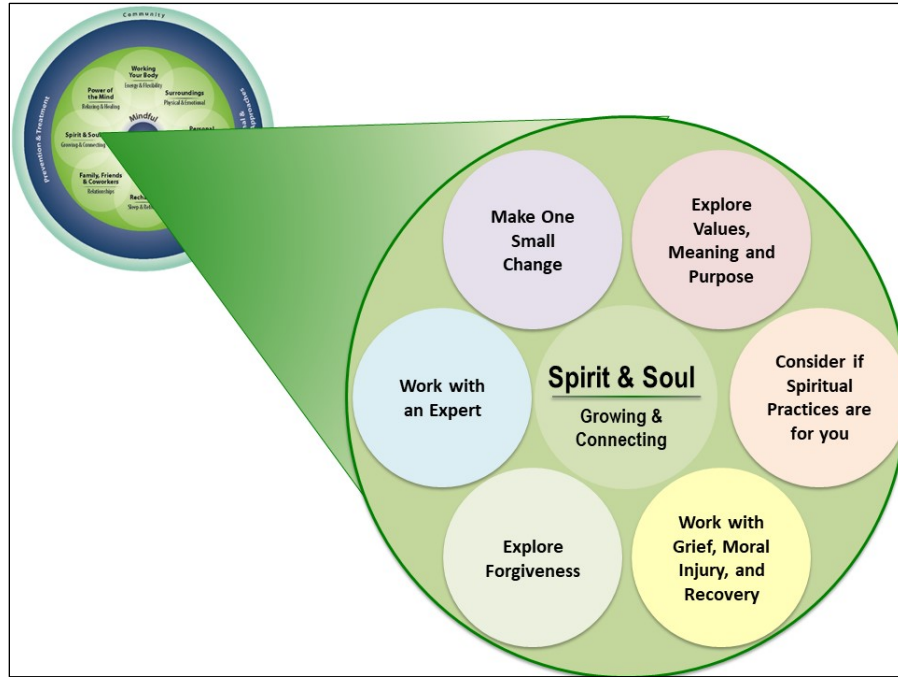 Community
Working
Your Body
Energy & Flexibility
Power of
the Mind
Relaxing & Healing
Surroundings
Physical & Emotional
Mindful
Prevention & Treatment
Spirit & Soul
Growing & Connecting
Personal
Family, Friends
& Coworkers
Relationships
Make One
Small
Change
Explore
Values,
Meaning and
Purpose
Work with
an Expert
Spirit & Soul
Growing &
Connecting
Consider if
Spiritual
Practices are
for you
Explore
Forgiveness
Work with
Grief, Moral
Injury, and
Recovery